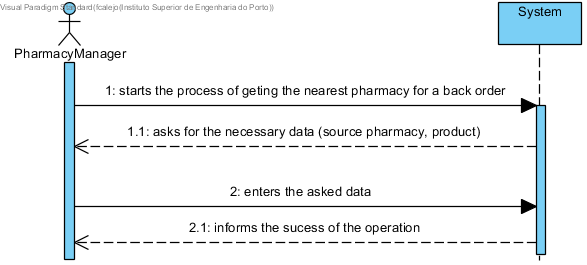 Visual Paradigm Standard(fcalejo(Instituto Superior de Engenharia do Porto))
System
PharmacyManager
1: starts the process of geting the nearest pharmacy for a back order
1.1: asks for the necessary data (source pharmacy, product)
2: enters the asked data
2.1: informs the sucess of the operation